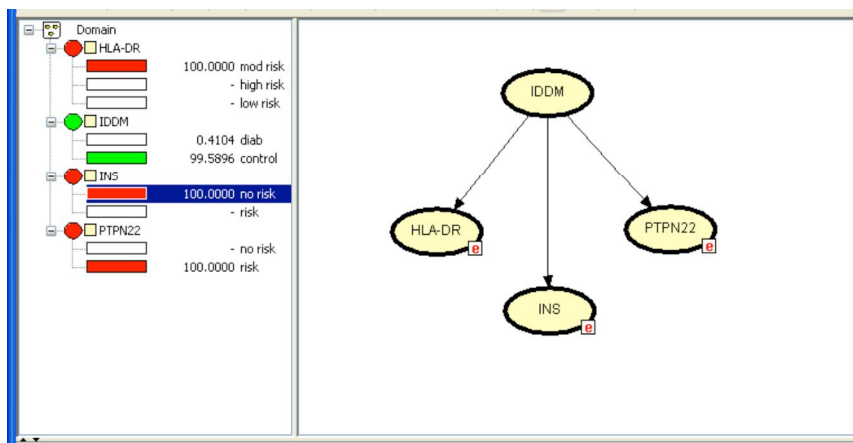 Domain
HLA-DR
100.0000 mod risk
- high risk
- low risk
IDDM
0.4104 diab
99.5896 control
INS
100.0000 no risk
- risk
PTPN22
- no risk
100.0000 risk
IDDM
HLA-DR
e
PTPN22
e
INS
e